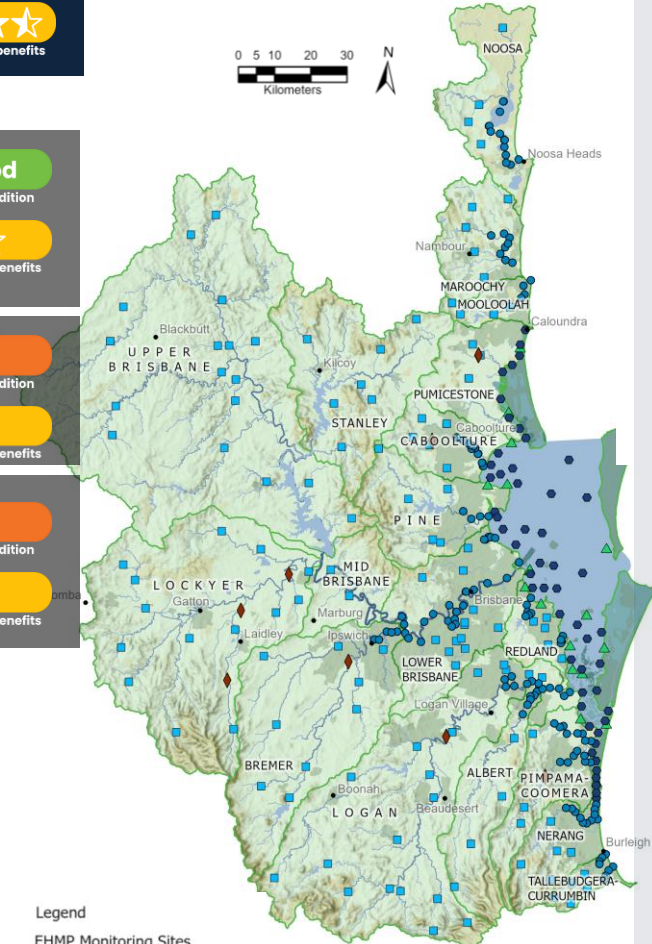 benefits
0 5 10 20 30
Kilometers
N
NOOSA
Noosa Heads
dition
enefits
Nambour
MAROOCHY
MOOLOOLAH
Caloundra
Blackbutt
UPPER
BRISBANE
Kilcoy
dition
PUMICESTONE
STANLEY
Caboolture
CABOOLTURE
enefits
PINE
dition
MID
BRISBANE
LOCKYER
Gatton
omba
Brisbane
Marburg
enefits
Laidley
Ipswich
REDLAND
LOWER
BRISBANE
Logan Village
BREMER
ALBERT
PIMPAMA-
COOMERA
Boonah
LOGAN
Beaudesert
NERANG
Burleigh
TALLEBUDGERA-
CURRUMBIN
Legend
EHMP Monitoring Sites